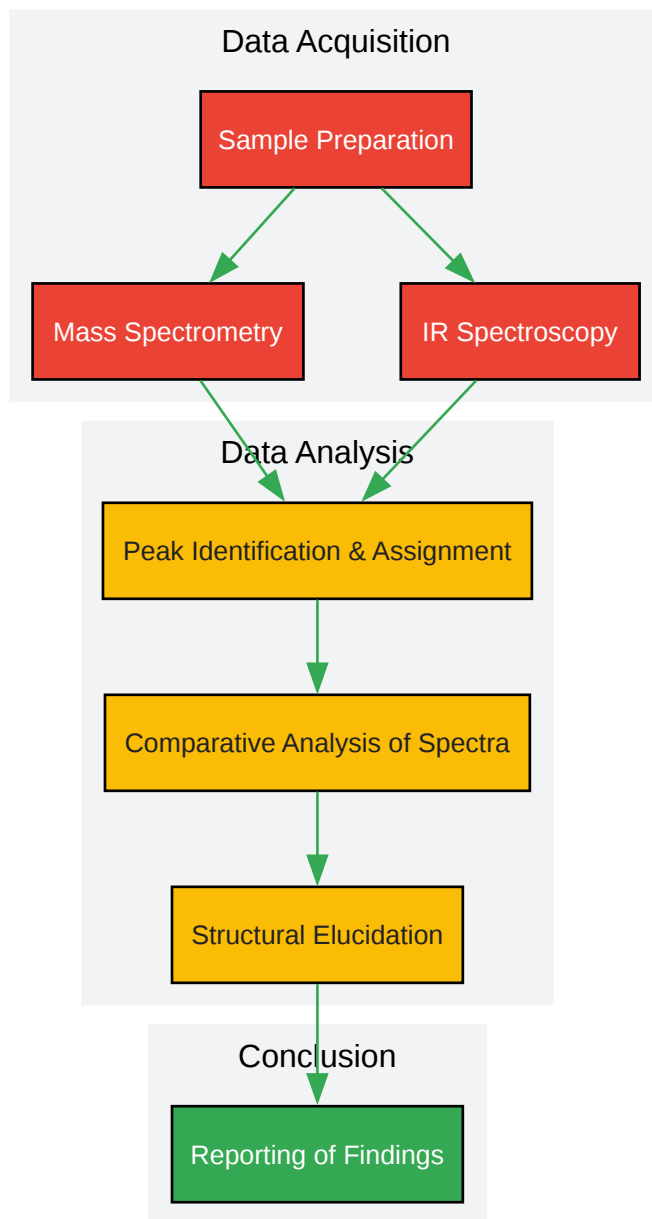 Data Acquisition
Sample Preparation
Mass Spectrometry
IR Spectroscopy
Data Analysis
Peak Identification & Assignment
Comparative Analysis of Spectra
Structural Elucidation
Conclusion
Reporting of Findings